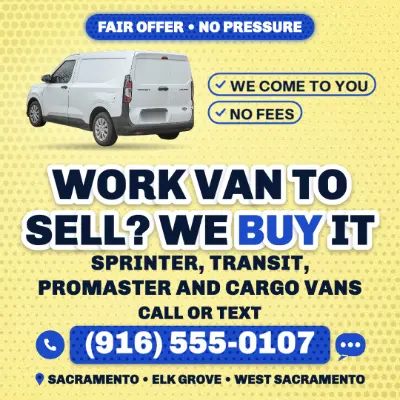 FAIR OFFER • NO PRESSURE
WE COME TO YOU
NO FEES
WORK VAN TO
SELL? WE BUY IT
SPRINTER, TRANSIT,
PROMASTER AND CARGO VANS
CALL OR TEXT
(916) 555-0107
SACRAMENTO • ELK GROVE • WEST SACRAMENTO